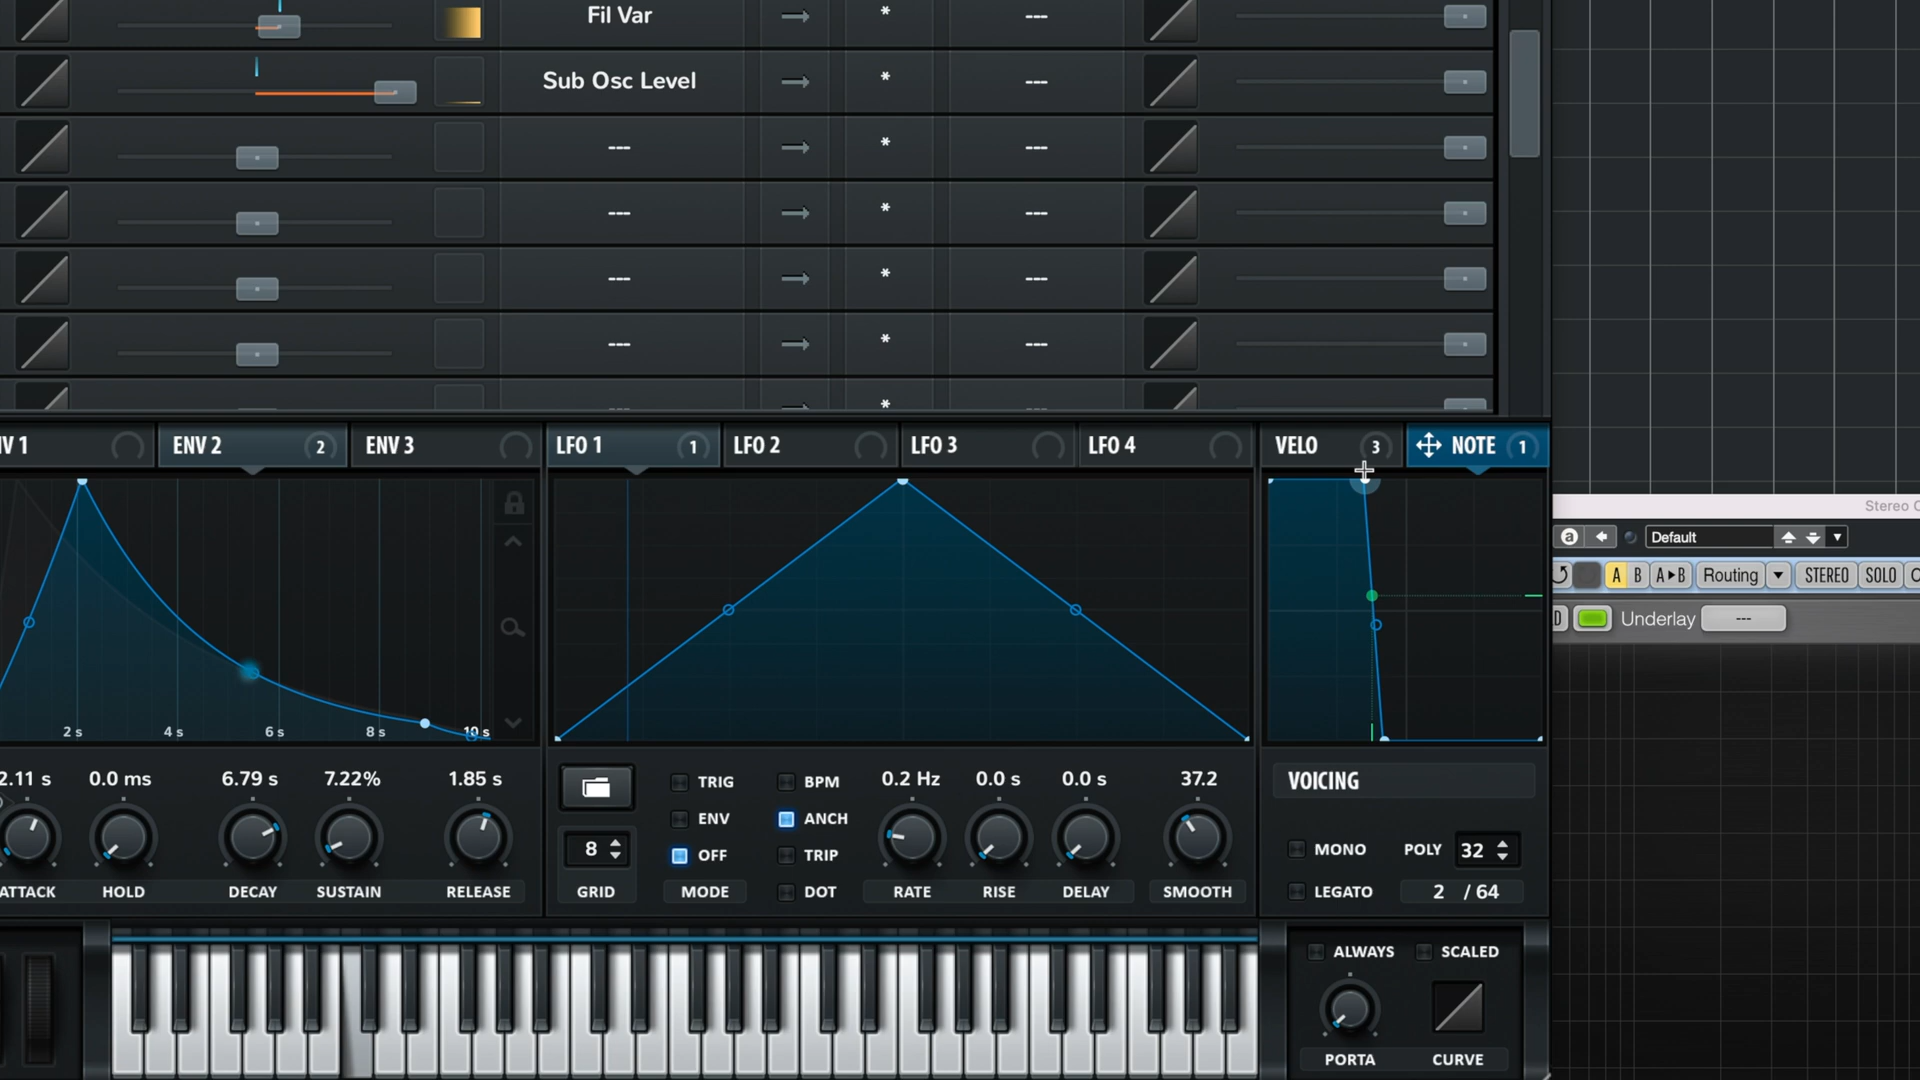 Fil Var * ---
Sub Osc Level * ---
--- * ---
--- * ---
--- * ---
--- * ---
*
ENV 2 2 ENV 3 LFO 1 1 LFO 2 LFO 3 LFO 4 VELO 3 NOTE 1
2 s 4 s 6 s 8 s 10 s
2.11 s 0.0 ms 6.79 s 7.22% 1.85 s
ATTACK HOLD DECAY SUSTAIN RELEASE
8
GRID
TRIG
ENV
OFF
MODE
BPM
ANCH
TRIP
DOT
0.2 Hz 0.0 s 0.0 s 37.2
RATE RISE DELAY SMOOTH
VOICING
MONO POLY 32
LEGATO 2 / 64
ALWAYS SCALED
PORTA CURVE
Stereo
a Default
A B A▸B Routing STEREO SOLO
Underlay ---